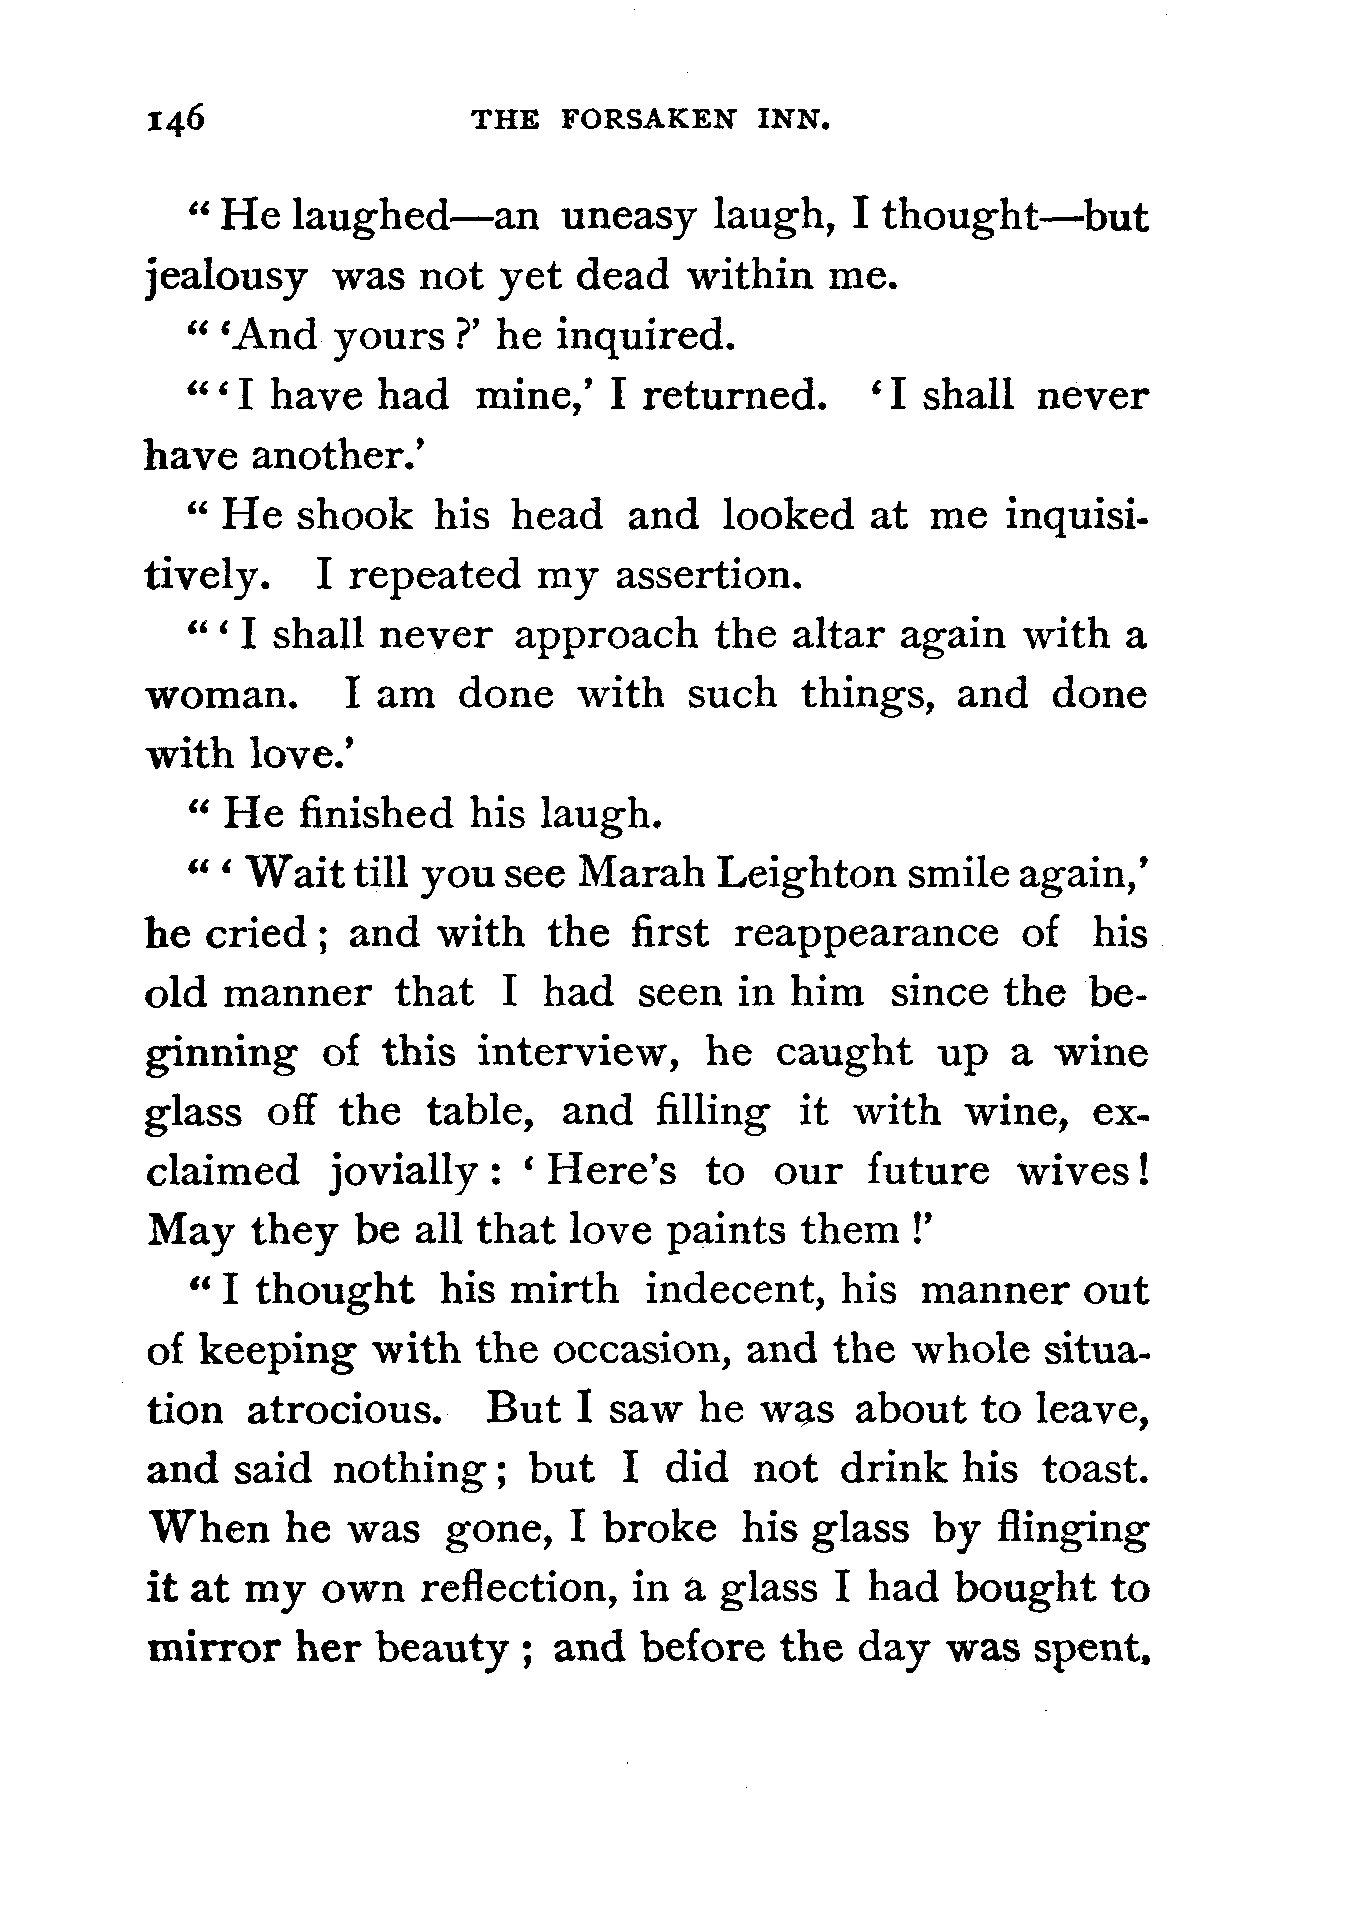 146 THE FORSAKEN INN.
“ He laughed—an uneasy laugh, I thought—but
jealousy was not yet dead within me.
“ ‘And yours ?’ he inquired.
“ ‘ I have had mine,’ I returned. ‘ I shall never
have another.’
“ He shook his head and looked at me inquisi-
tively. I repeated my assertion.
“ ‘ I shall never approach the altar again with a
woman. I am done with such things, and done
with love.’
“ He finished his laugh.
“ ‘ Wait till you see Marah Leighton smile again,’
he cried ; and with the first reappearance of his
old manner that I had seen in him since the be-
ginning of this interview, he caught up a wine
glass off the table, and filling it with wine, ex-
claimed jovially : ‘ Here’s to our future wives !
May they be all that love paints them !’
“ I thought his mirth indecent, his manner out
of keeping with the occasion, and the whole situa-
tion atrocious. But I saw he was about to leave,
and said nothing ; but I did not drink his toast.
When he was gone, I broke his glass by flinging
it at my own reflection, in a glass I had bought to
mirror her beauty ; and before the day was spent,